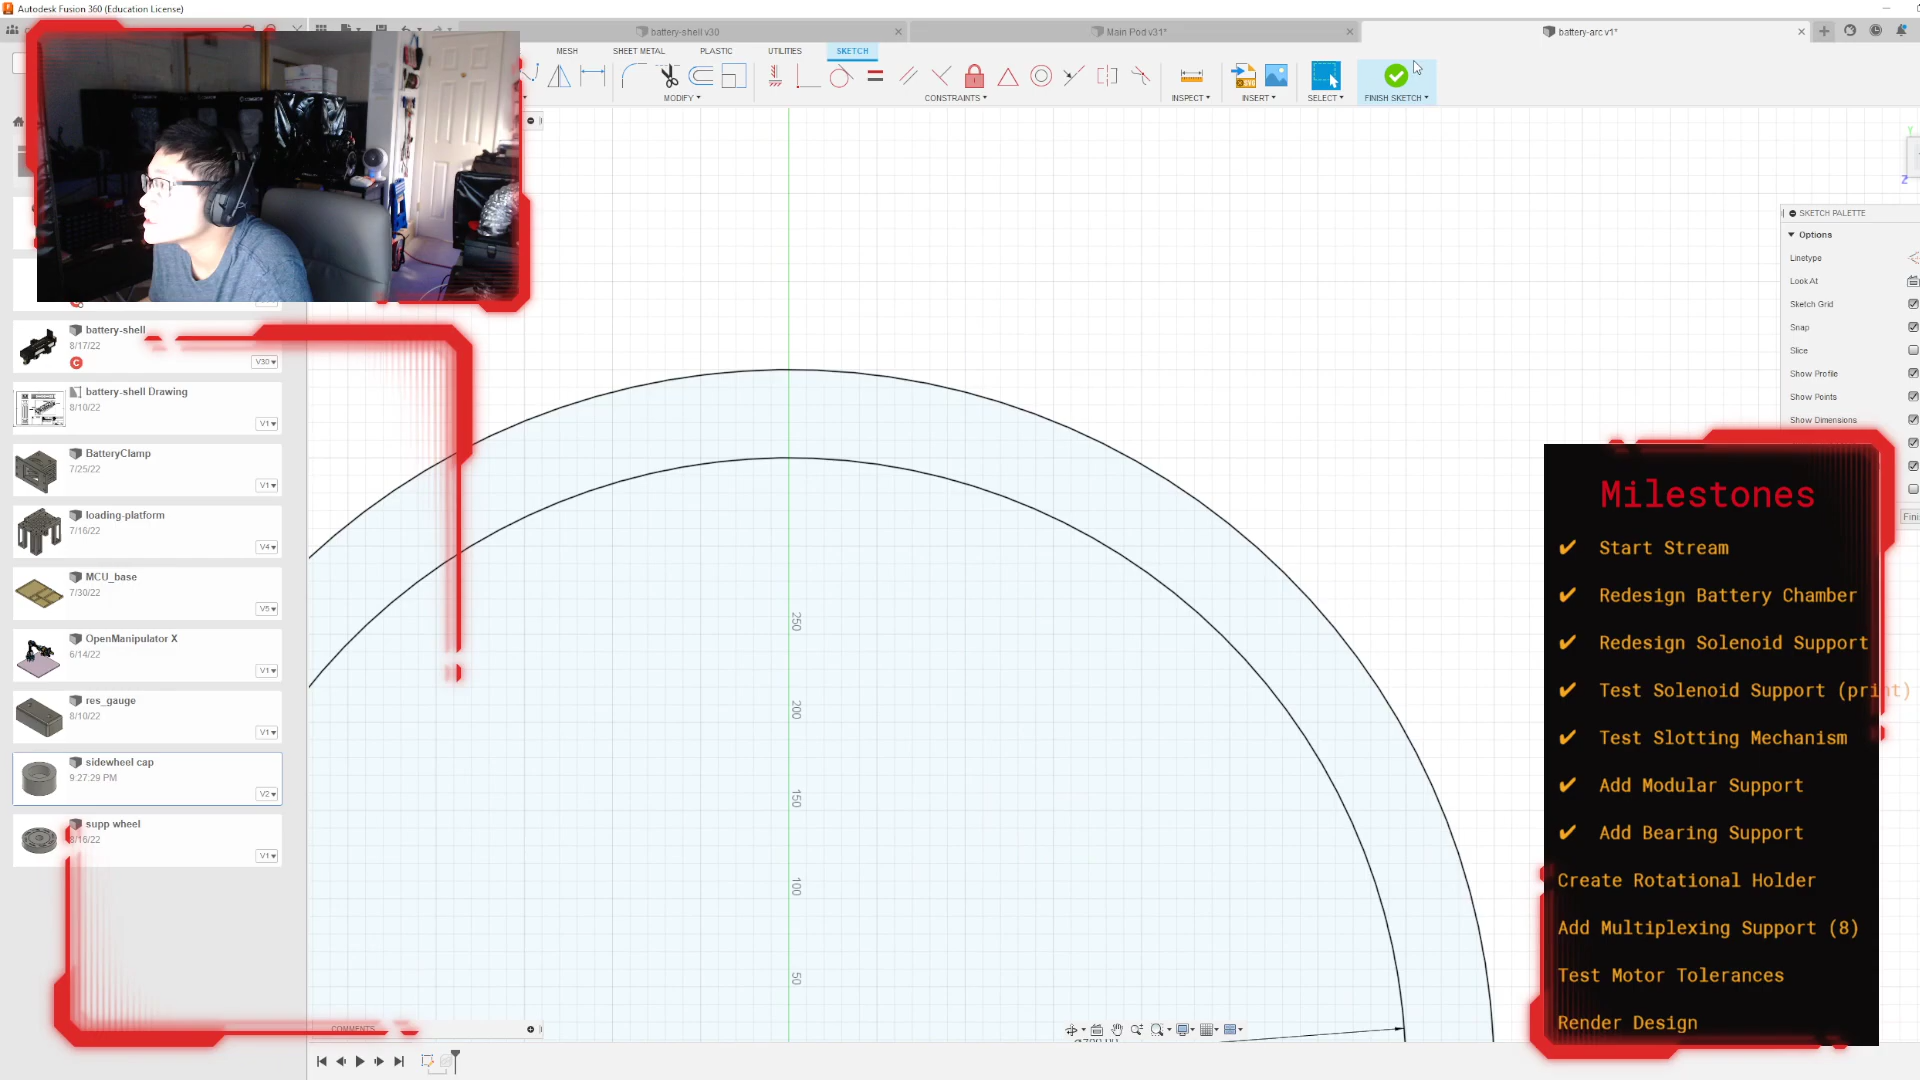 Autodesk Fusion 360 (Education License)
battery-shell v30
Main Pod v31*
battery-arc v1*
MESH
SHEET METAL
PLASTIC
UTILITIES
SKETCH
MODIFY
CONSTRAINTS
INSPECT
INSERT
SELECT
FINISH SKETCH
Y
Z
SKETCH PALETTE
Options
Linetype
Look At
Sketch Grid
Snap
Slice
Show Profile
Show Points
Show Dimensions
Fini
battery-shell
8/17/22
V30
battery-shell Drawing
8/10/22
V1
BatteryClamp
7/25/22
V1
loading-platform
7/16/22
V4
MCU_base
7/30/22
V5
OpenManipulator X
6/14/22
V1
res_gauge
8/10/22
V1
sidewheel cap
9:27:29 PM
V2
supp wheel
8/16/22
V1
250
200
150
100
50
Milestones
✔ Start Stream
✔ Redesign Battery Chamber
✔ Redesign Solenoid Support
✔ Test Solenoid Support (print)
✔ Test Slotting Mechanism
✔ Add Modular Support
✔ Add Bearing Support
Create Rotational Holder
Add Multiplexing Support (8)
Test Motor Tolerances
Render Design
COMMENTS